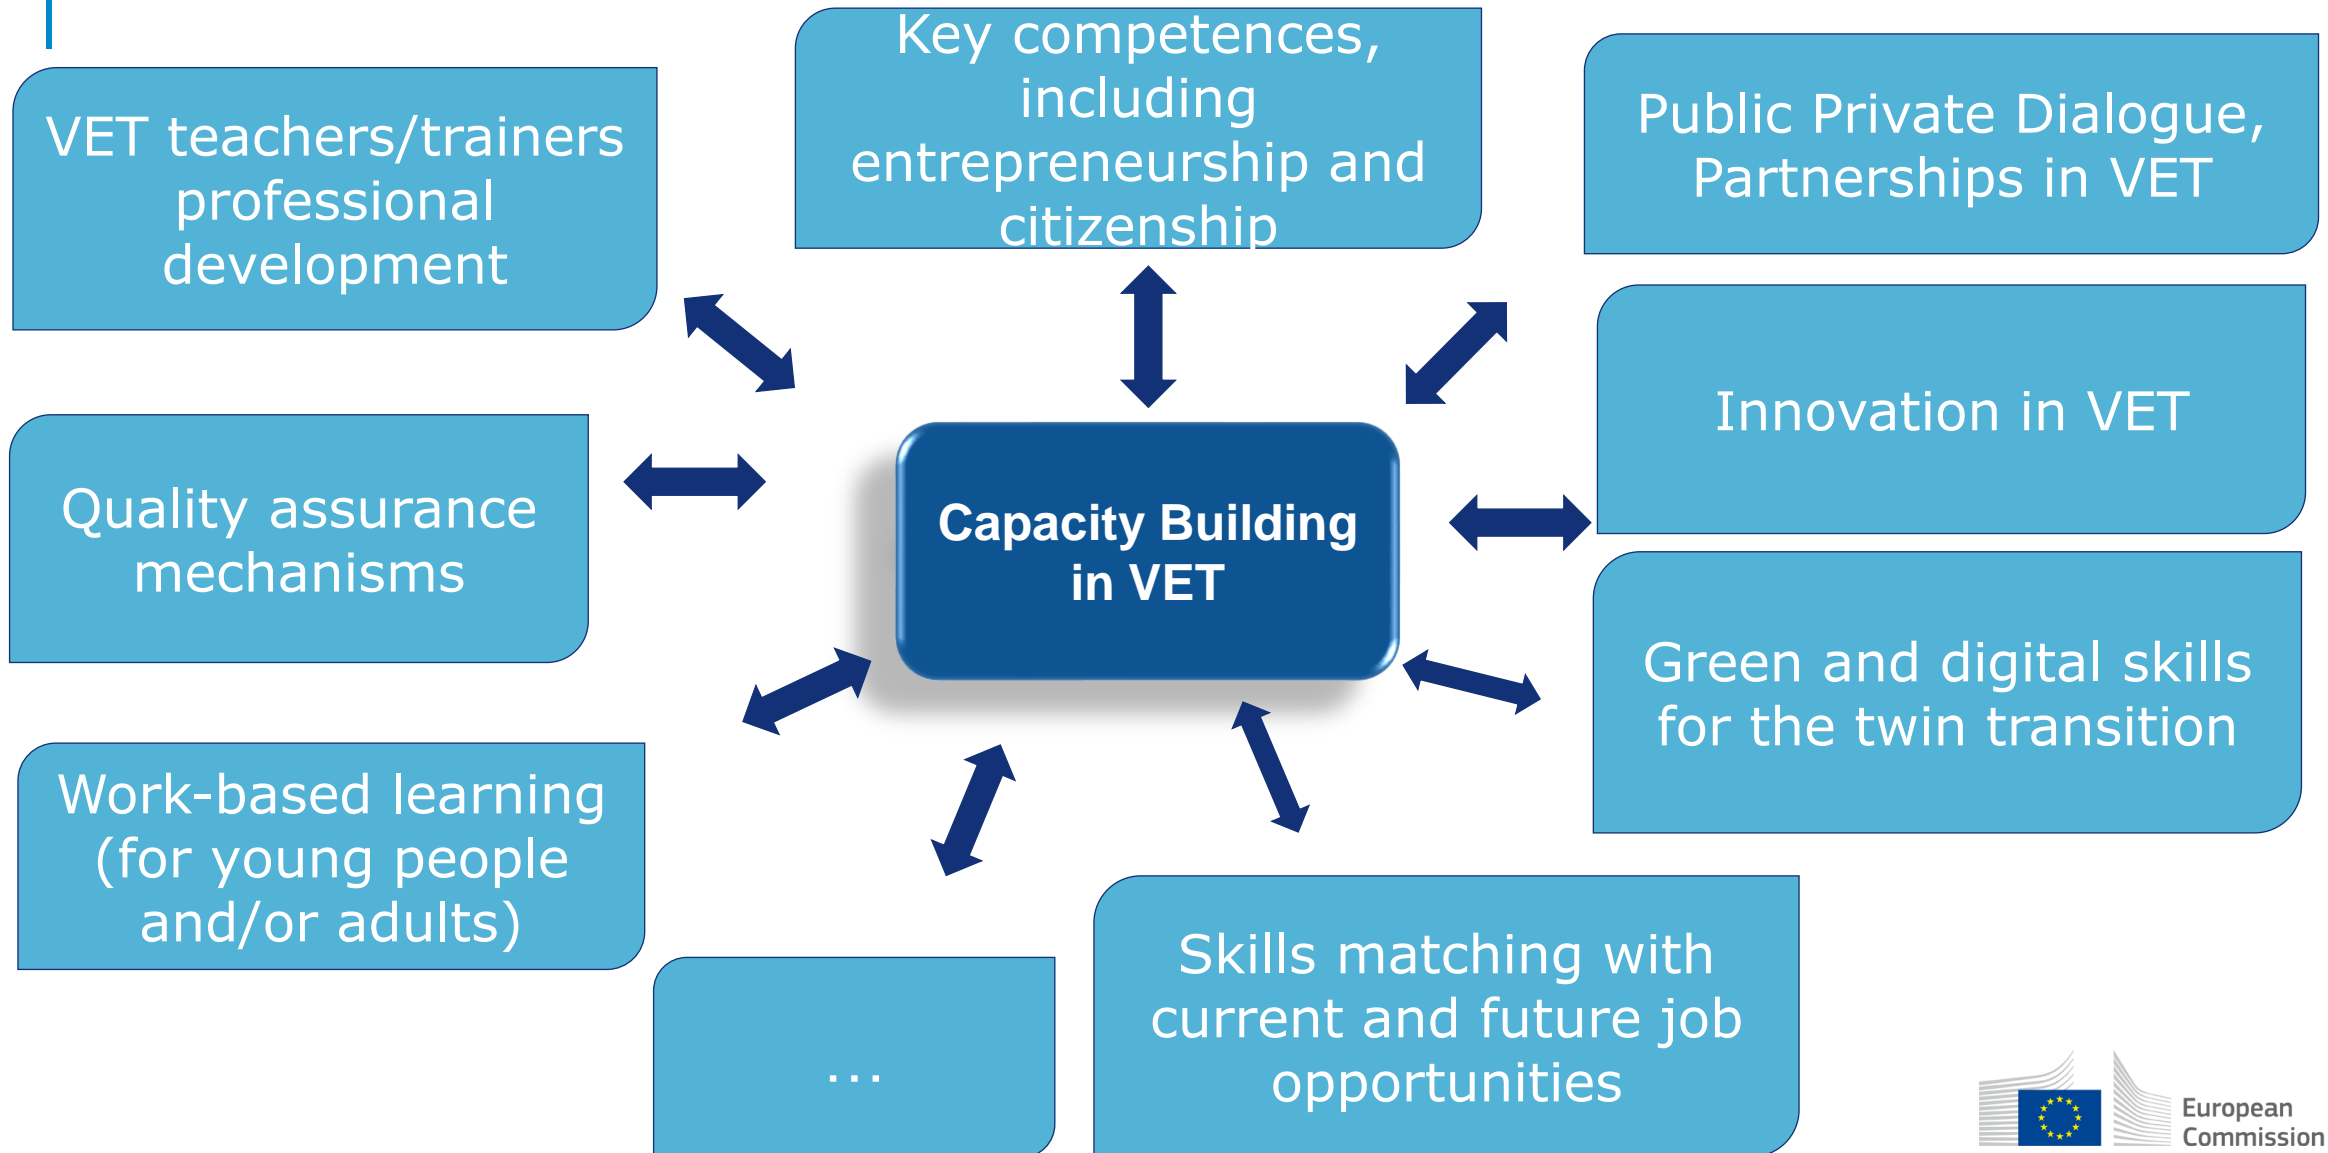 Key competences,
including
entrepreneurship and
citizenship
VET teachers/trainers
professional
development
Public Private Dialogue,
Partnerships in VET
Innovation in VET
Quality assurance
mechanisms
Capacity Building
in VET
Green and digital skills
for the twin transition
Work-based learning
(for young people
and/or adults)
...
Skills matching with
current and future job
opportunities
European
Commission